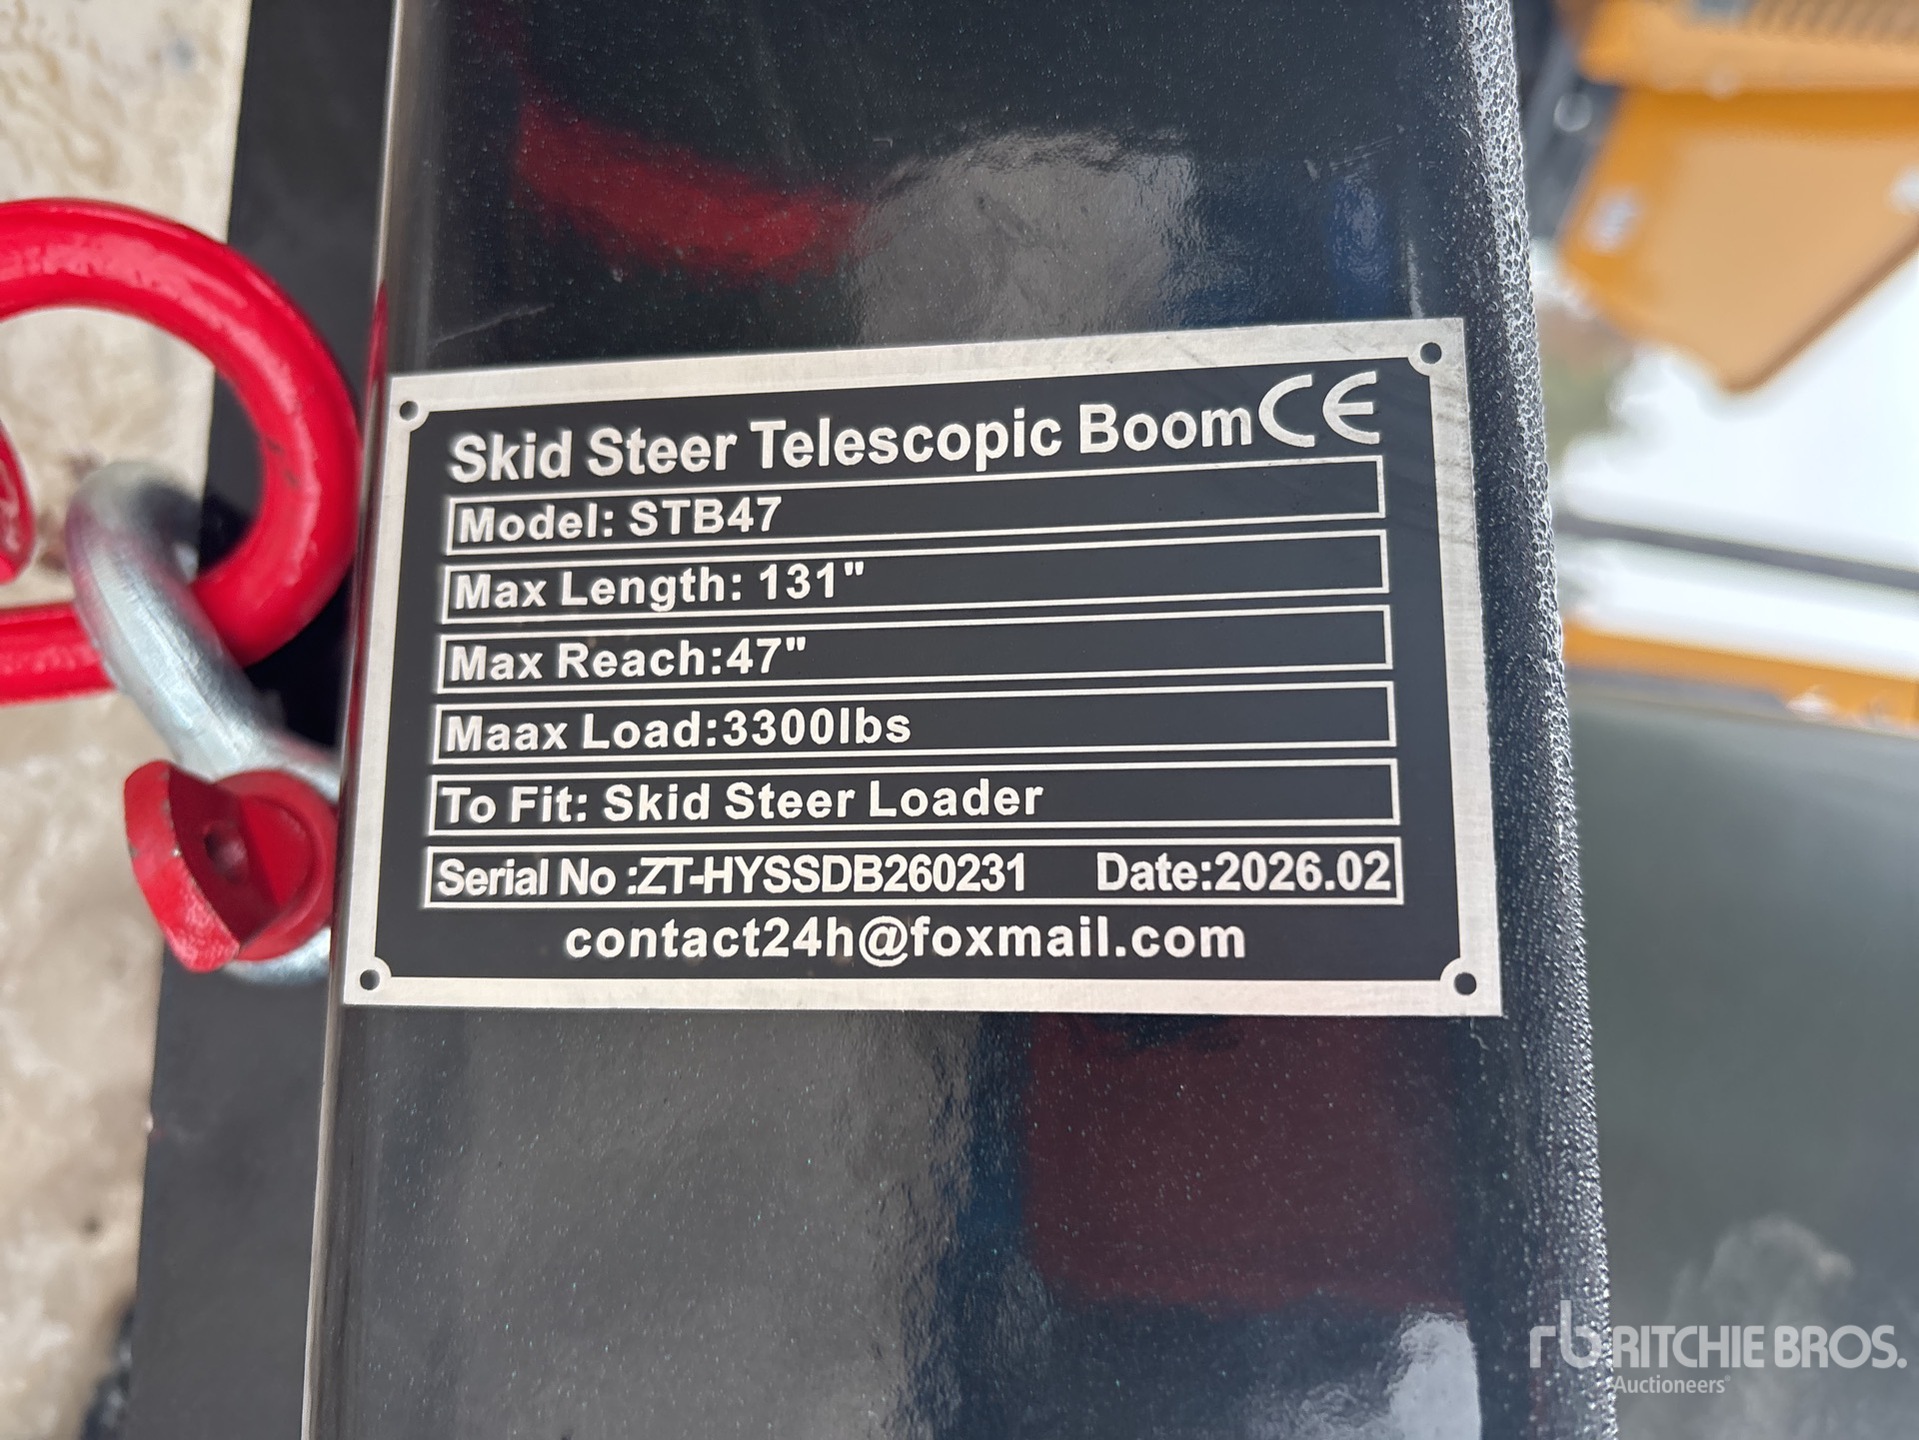 Skid Steer Telescopic Boom CE
Model: STB47
Max Length: 131"
Max Reach:47"
Maax Load:3300lbs
To Fit: Skid Steer Loader
Serial No :ZT-HYSSDB260231 Date:2026.02
contact24h@foxmail.com
rb RITCHIE BROS.
Auctioneers